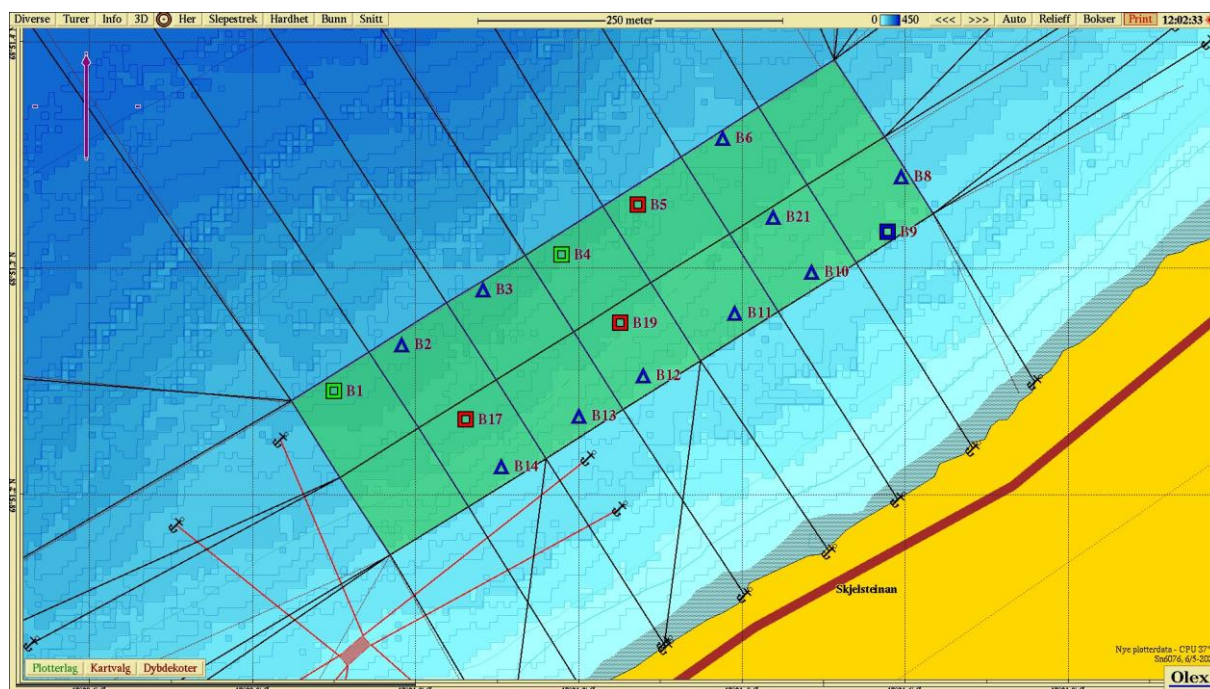 Diverse Turer Info 3D Her Slepestrek Hardhet Bunn Snitt 250 meter 0 450 <<< >>> Auto Relieff Bokser Print 12:02:33
B6
B8
B5
B21
B9
B4
B10
B3
B11
B19
B2
B12
B1
B13
B17
B14
Skjelsteinan
Nye plotterdata - CPU 37°
Plotterlag Kartvalg Dybdekoter
Olex